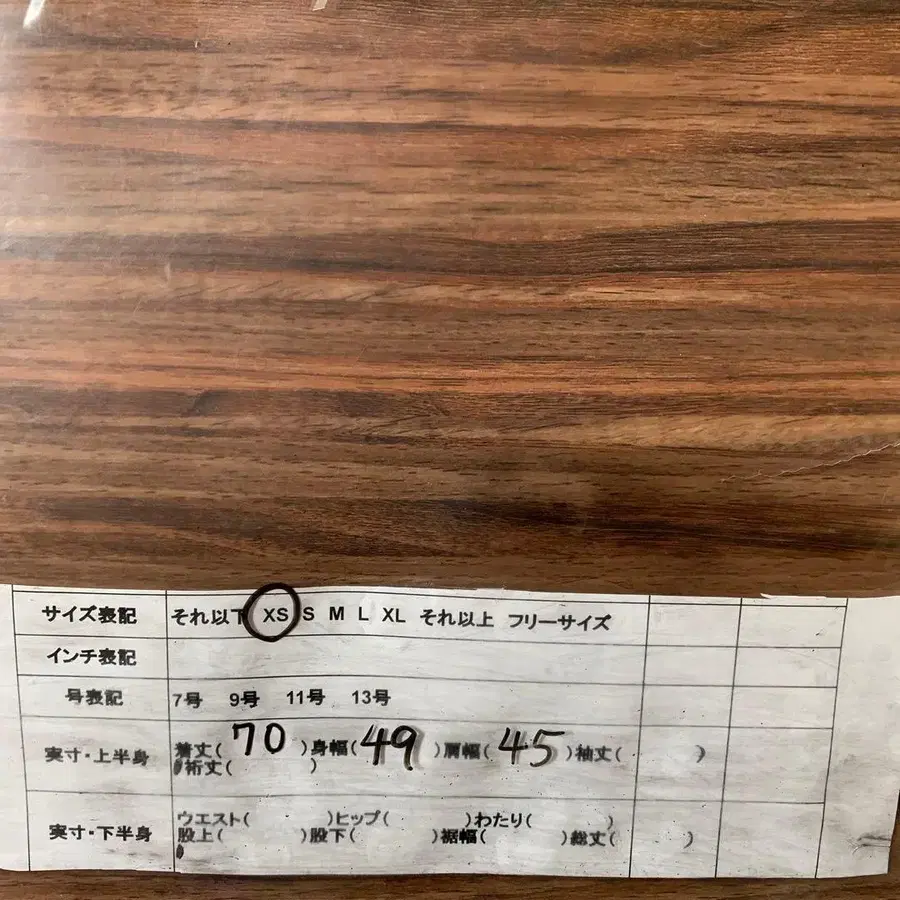 サイズ表記 それ以下 XS S M L XL それ以上 フリーサイズ
インチ表記
号表記 7号 9号 11号 13号
実寸・上半身 着丈( 70 )身幅( 49 )肩幅( 45 )袖丈( )
裄丈( )
実寸・下半身 ウエスト( )ヒップ( )わたり( )
股上( )股下( )裾幅( )総丈( )